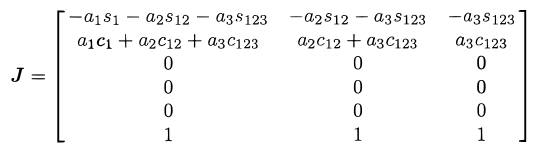 −a₁s₁ − a₂s₁₂ − a₃s₁₂₃ −a₂s₁₂ − a₃s₁₂₃ −a₃s₁₂₃
a₁c₁ + a₂c₁₂ + a₃c₁₂₃ a₂c₁₂ + a₃c₁₂₃ a₃c₁₂₃
0 0 0
J = 0 0 0
0 0 0
1 1 1